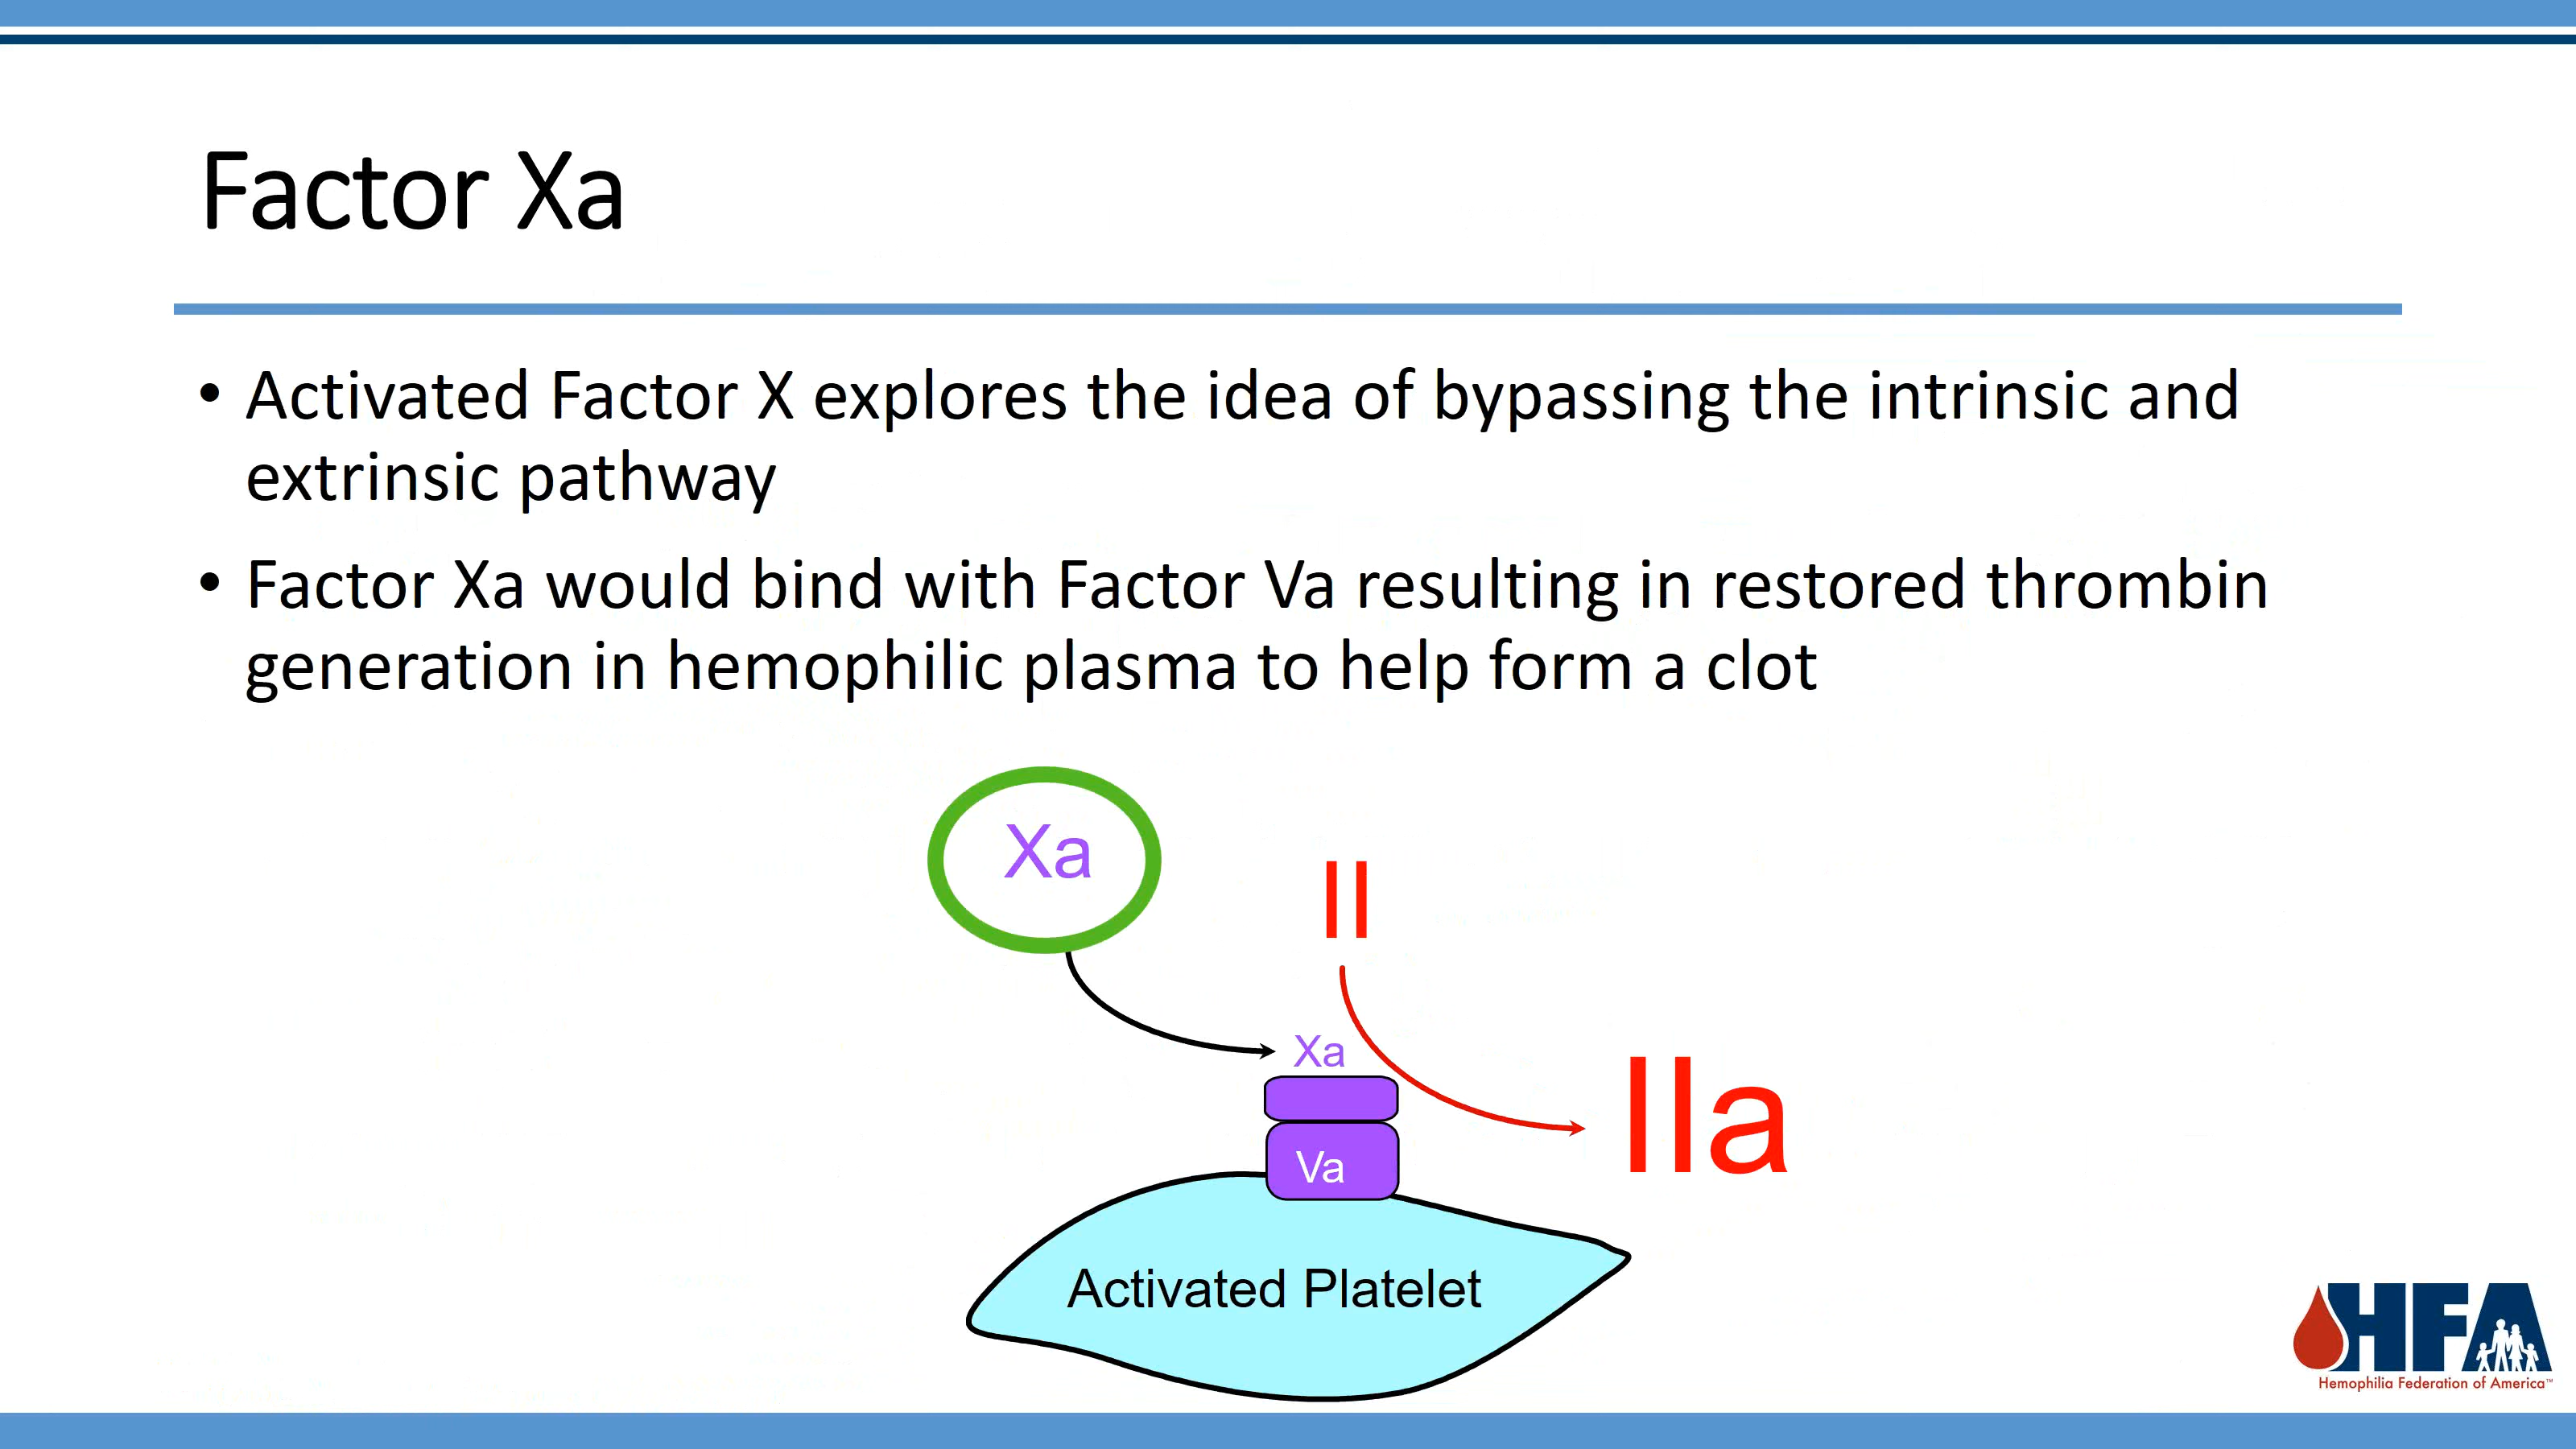 Factor Xa
• Activated Factor X explores the idea of bypassing the intrinsic and
extrinsic pathway
• Factor Xa would bind with Factor Va resulting in restored thrombin
generation in hemophilic plasma to help form a clot
Xa
II
Xa
IIa
Va
Activated Platelet
HFA
Hemophilia Federation of America™